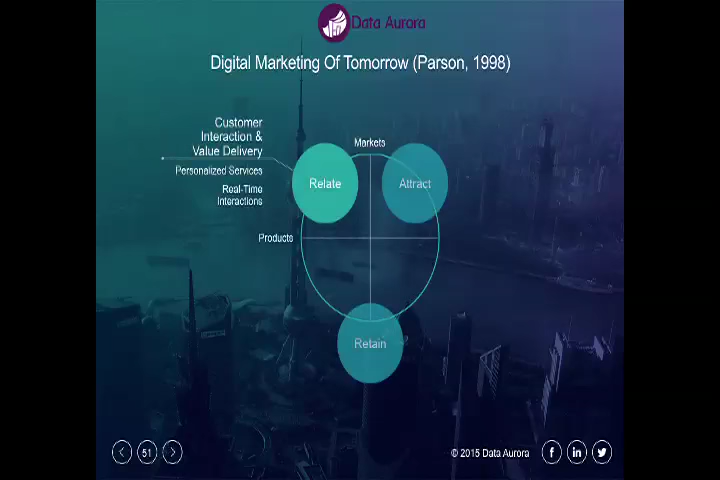 Data Aurora
Digital Marketing Of Tomorrow (Parson, 1998)
Customer
Interaction &
Value Delivery
Personalized Services
Real-Time
Interactions
Markets
Relate
Attract
Products
Retain
51
© 2015 Data Aurora